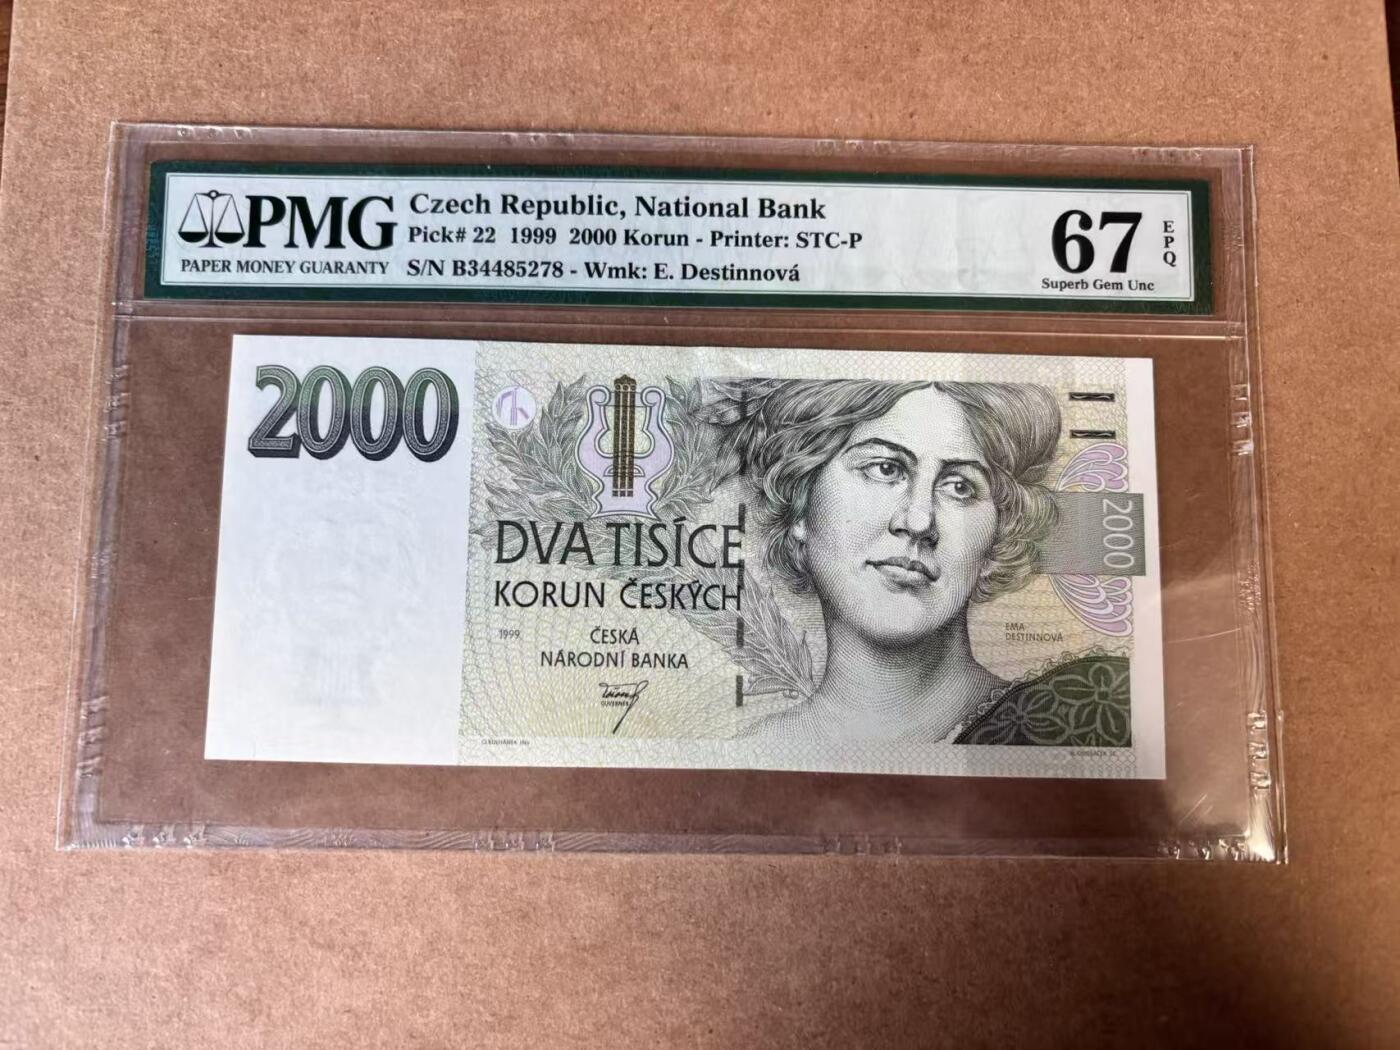 PMG
PAPER MONEY GUARANTY
Czech Republic, National Bank
Pick# 22 1999 2000 Korun - Printer: STC-P
S/N B34485278 - Wmk: E. Destinnová
67
EPQ
Superb Gem Unc
2000
DVA TISÍCE
KORUN ČESKÝCH
1999
ČESKÁ
NÁRODNÍ BANKA
GUVERNÉR
2000
EMA
DESTINNOVÁ